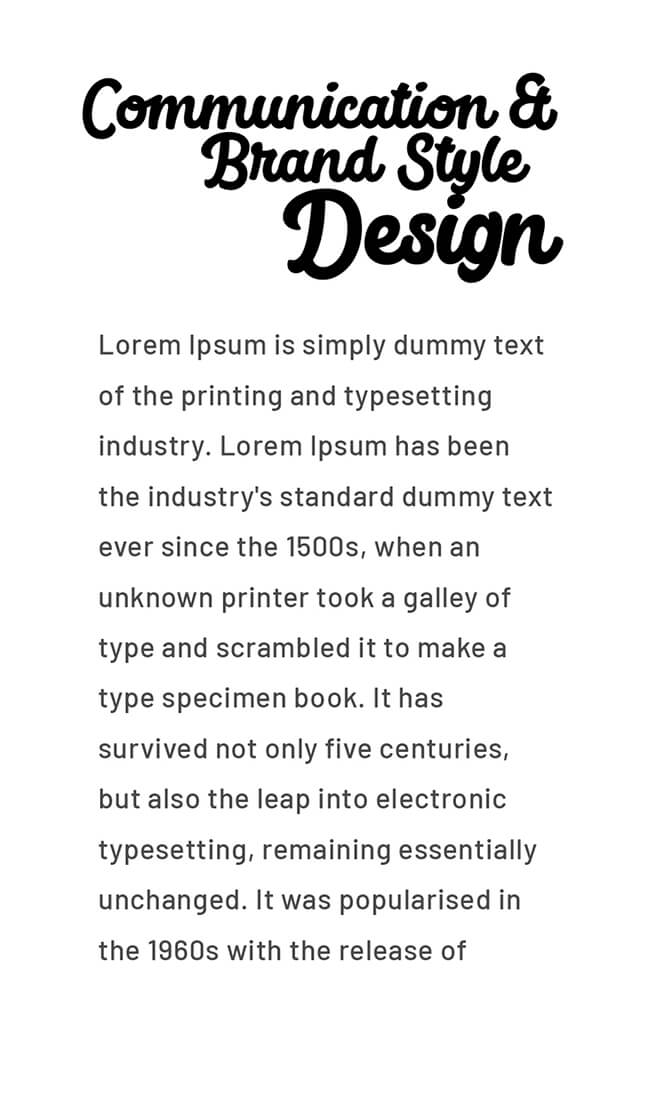 Communication &
Brand Style
Design
Lorem Ipsum is simply dummy text
of the printing and typesetting
industry. Lorem Ipsum has been
the industry's standard dummy text
ever since the 1500s, when an
unknown printer took a galley of
type and scrambled it to make a
type specimen book. It has
survived not only five centuries,
but also the leap into electronic
typesetting, remaining essentially
unchanged. It was popularised in
the 1960s with the release of